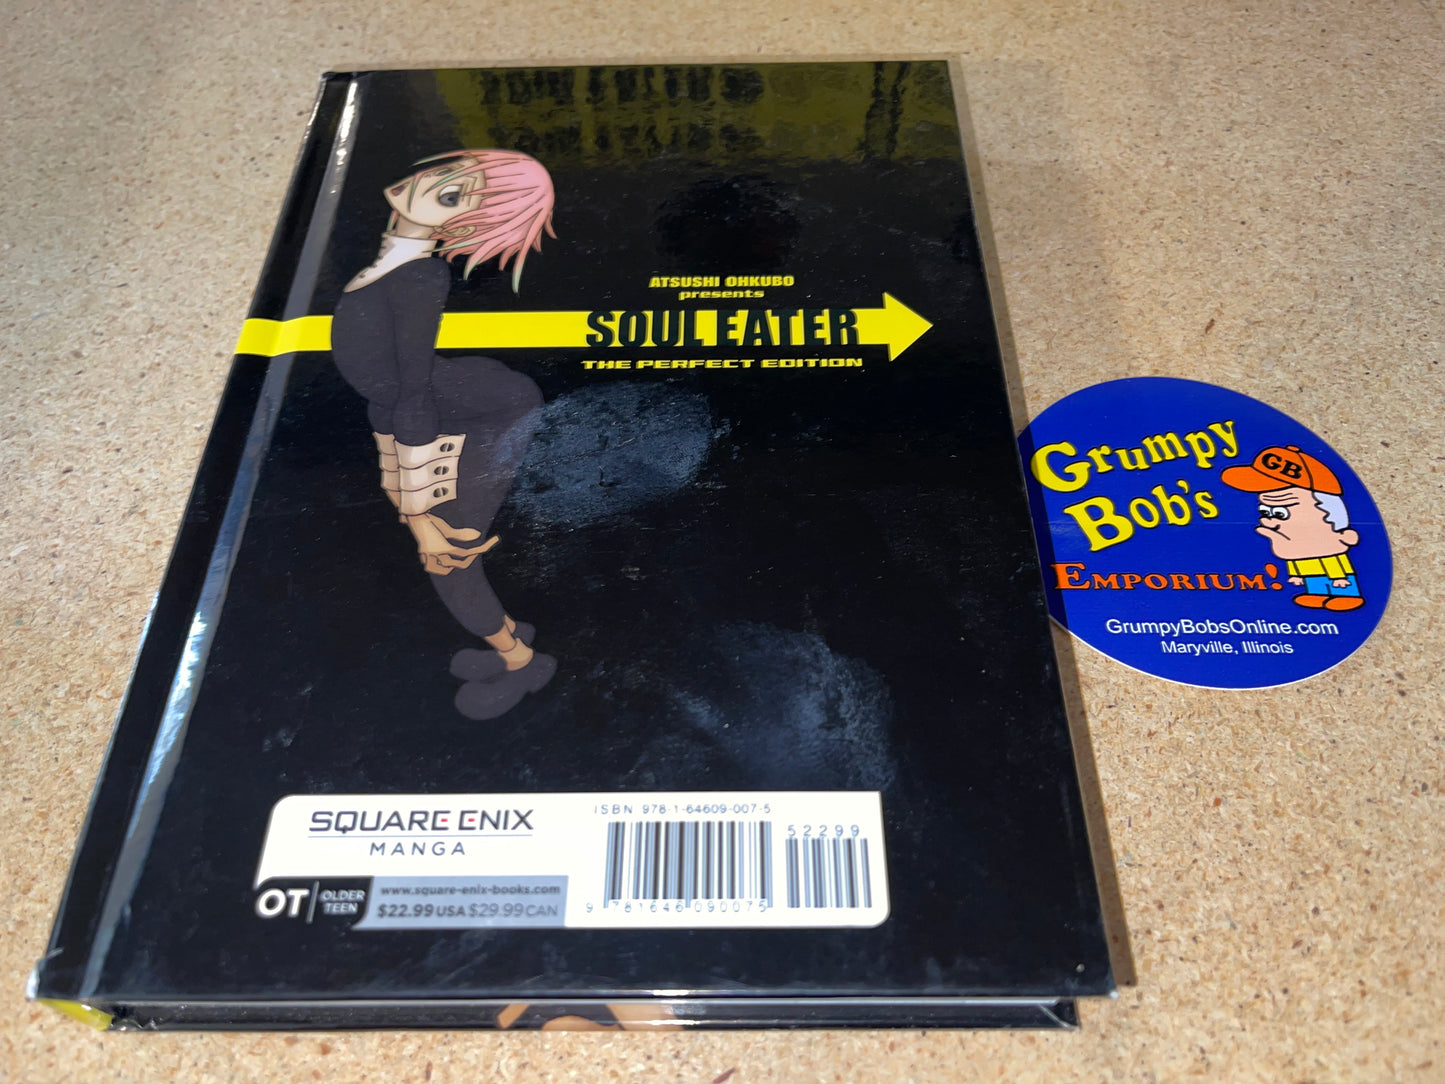 ATSUSHI OHKUBO
presents
SOUL EATER
THE PERFECT EDITION
SQUARE ENIX
MANGA
OT
OLDER
TEEN
www.square-enix-books.com
$22.99 USA $29.99 CAN
ISBN 978-1-64609-007-5
52299
9 781646 090075
Grumpy
Bob's
EMPORIUM!
GB
GrumpyBobsOnline.com
Maryville, Illinois